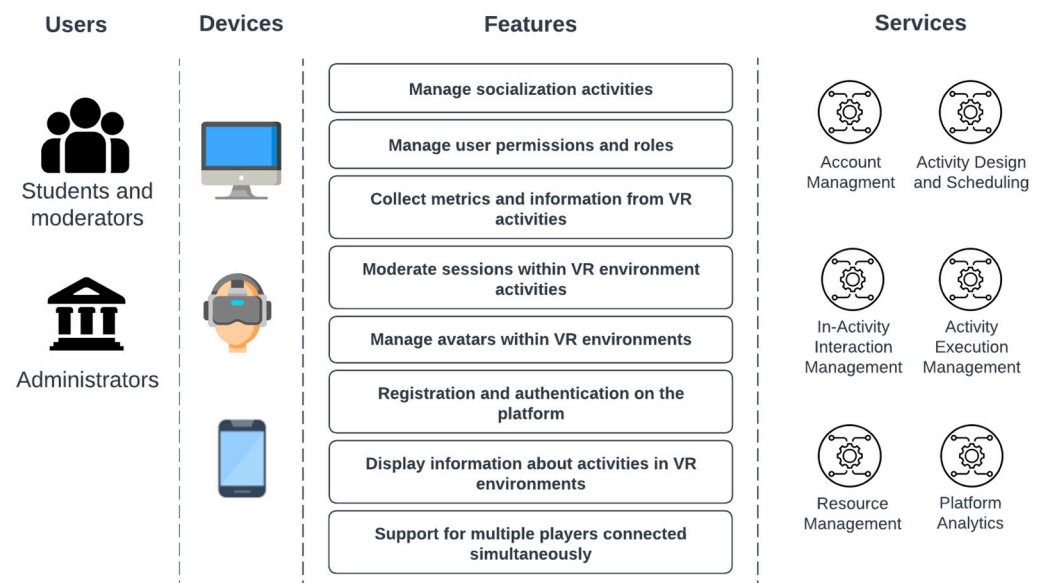 Users
Devices
Features
Services
Students and
moderators
Administrators
Manage socialization activities
Manage user permissions and roles
Collect metrics and information from VR
activities
Moderate sessions within VR environment
activities
Manage avatars within VR environments
Registration and authentication on the
platform
Display information about activities in VR
environments
Support for multiple players connected
simultaneously
Account
Managment
Activity Design
and Scheduling
In-Activity
Interaction
Management
Activity
Execution
Management
Resource
Management
Platform
Analytics